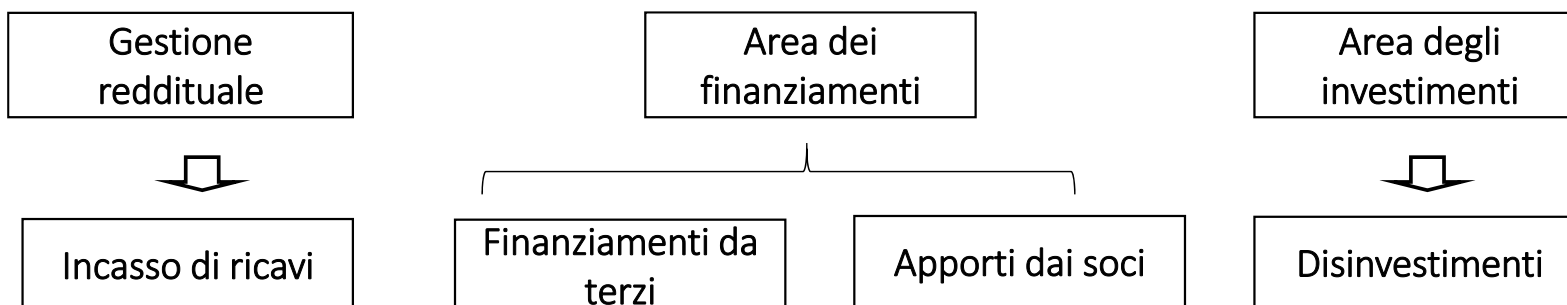 Gestione
reddituale
Area dei
finanziamenti
Area degli
investimenti
Incasso di ricavi
Finanziamenti da
terzi
Apporti dai soci
Disinvestimenti